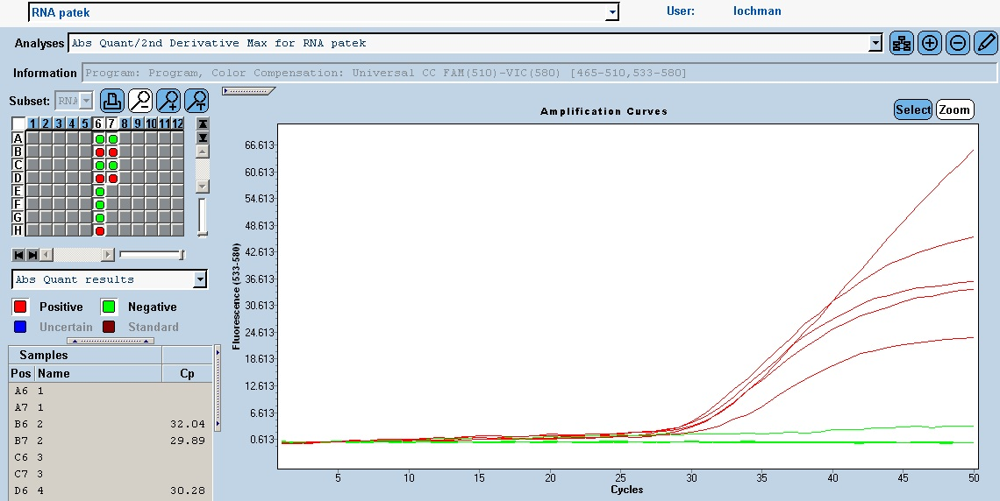 RNA patek
User: lochman
Analyses Abs Quant/2nd Derivative Max for RNA patek
Information Program: Program, Color Compensation: Universal CC FAM(510)-VIC(580) [465-510,533-580]
Subset: RNA
1 2 3 4 5 6 7 8 9 10 11 12
A
B
C
D
E
F
G
H
Abs Quant results
Positive Negative
Uncertain Standard
Samples
Pos Name Cp
A6 1
A7 1
B6 2 32.04
B7 2 29.89
C6 3
C7 3
D6 4 30.28
Amplification Curves
Select Zoom
Fluorescence (533-580)
66.613
60.613
54.613
48.613
42.613
36.613
30.613
24.613
18.613
12.613
6.613
0.613
5 10 15 20 25 30 35 40 45 50
Cycles